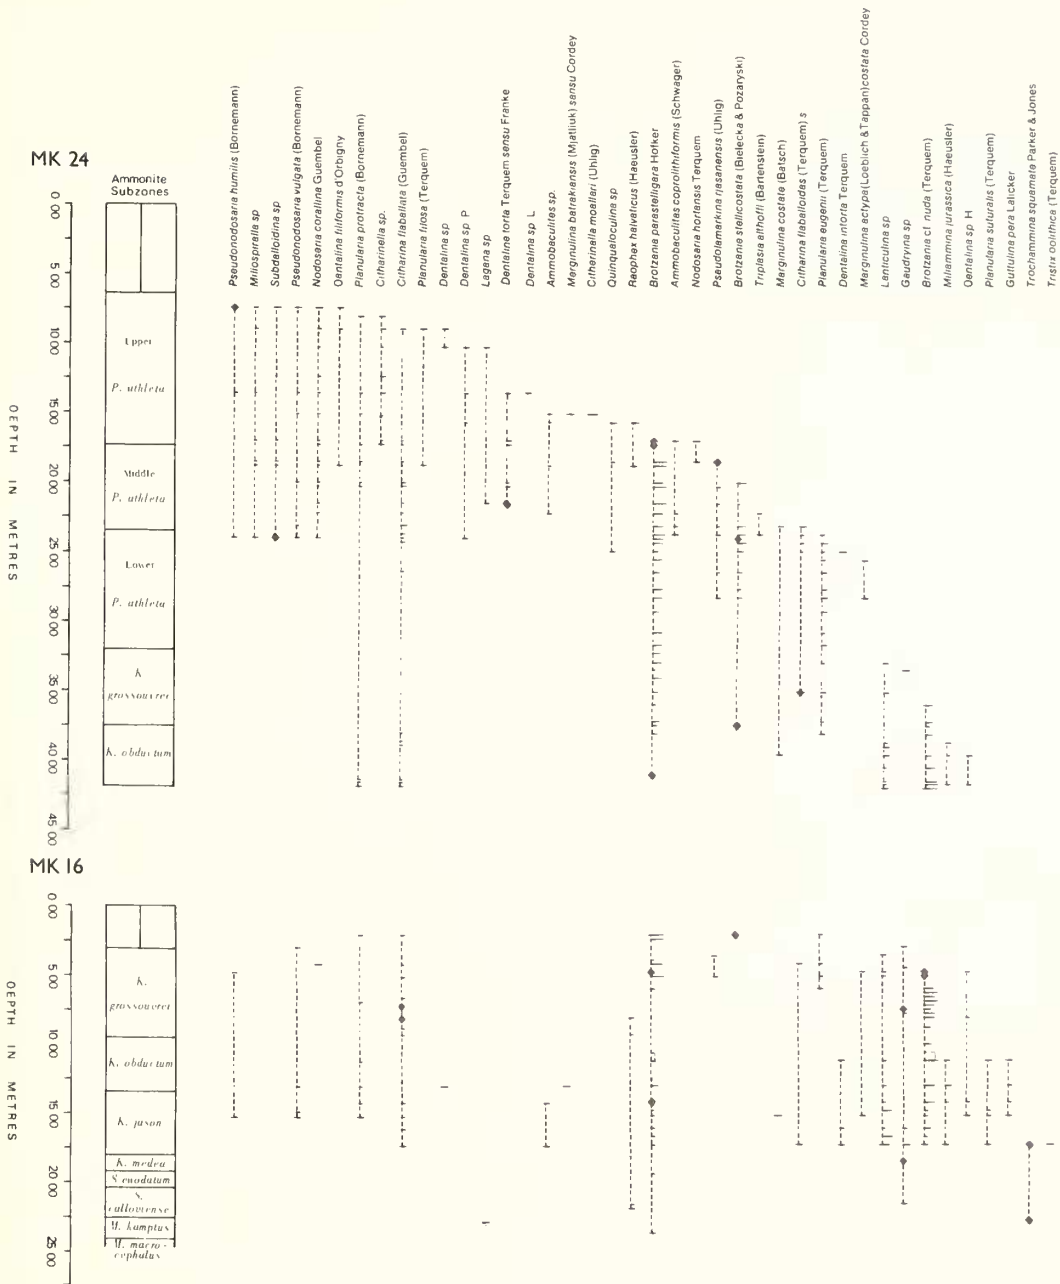 MK 24
Ammonite
Subzones
Pseudonodosaria humilis (Bornemann)
Miliospirella sp
Subdelloidina sp
Pseudonodosaria vulgata (Bornemann)
Nodosaria corallina Guembel
Dentalina filiformis d'Orbigny
Planularia protracta (Bornemann)
Citharinella sp.
Citharina flabellata (Guembel)
Planularia filosa (Terquem)
Dentalina sp
Dentalina sp P
Lagena sp
Dentaline torta Terquem sensu Franke
Dentalina sp L
Ammobaculites sp.
Marginulina batrakiensis (Mjatliuk) sensu Cordey
Citherinella moellari (Uhlig)
Quinqueloculina sp
Reophax helveticus (Haeusler)
Brotzenia parastelligera Hofker
Ammobaculites coprolithiformis (Schwager)
Nodosaria hortensis Terquem
Pseudolamarkina rjasanensis (Uhlig)
Brotzenia stellicostata (Bielecka & Pozaryski)
Triplasia althoffi (Bartenstein)
Marginulina costata (Batsch)
Citharina flabelloides (Terquem) s
Planularia eugenii (Terquem)
Dentalina intorta Terquem
Marginulina actypa (Loeblich & Tappan) costata Cordey
Lenticulina sp
Gaudryina sp
Brotzenia cf nuda (Terquem)
Miliammina jurassica (Haeusler)
Dentalina sp H
Planularia suturalis (Terquem)
Guttulina pera Lalicker
Trochammina squamata Parker & Jones
Tristix oolithica (Terquem)
DEPTH IN METRES
0 00
5 00
10 00
15 00
20 00
25 00
30 00
35 00
40 00
45 00
Upper
P. athleta
Middle
P. athleta
Lower
P. athleta
K
grossouvrei
K. obductum
MK 16
DEPTH IN METRES
0 00
5 00
10 00
15 00
20 00
25 00
K.
grossouvrei
K. obductum
K. jason
K. medea
S enodatum
S.
calloviense
M. kamptus
M. macro-
cephalus